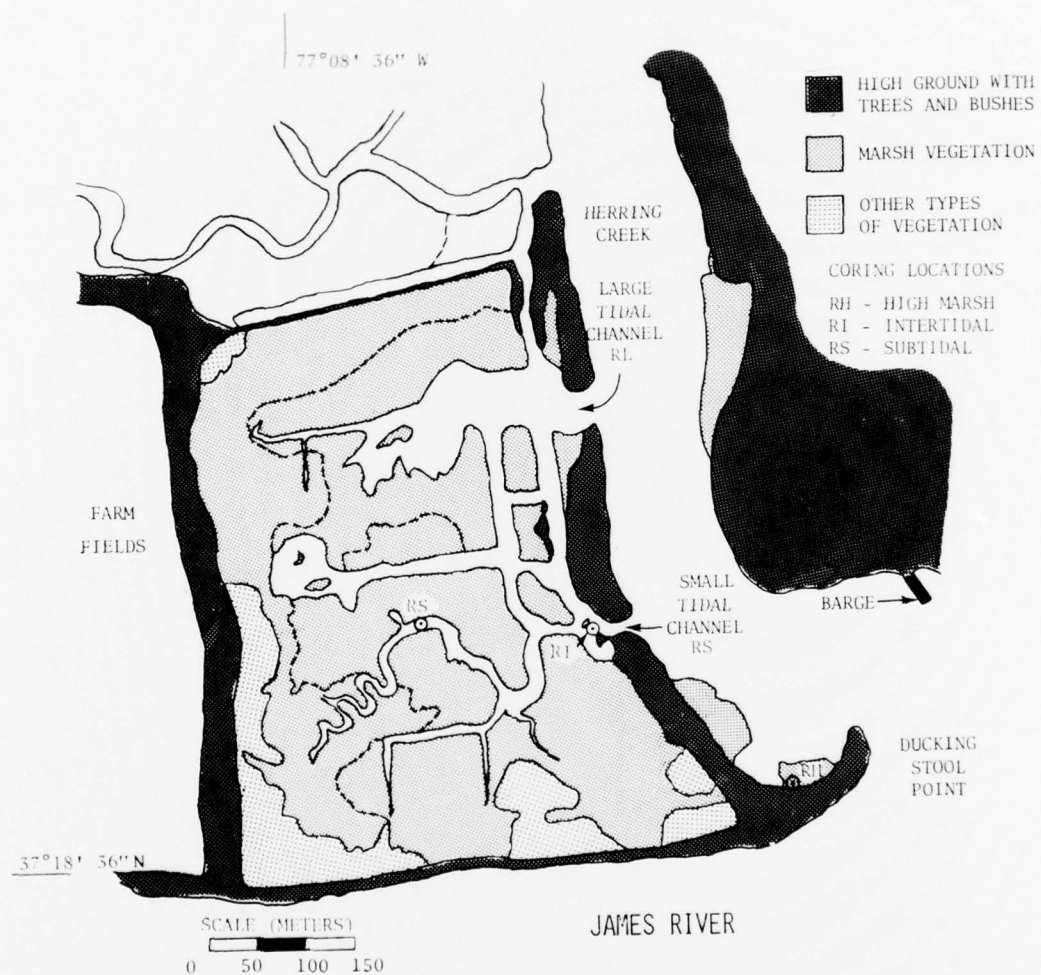 77°08' 36" W
HIGH GROUND WITH
TREES AND BUSHES
MARSH VEGETATION
OTHER TYPES
OF VEGETATION
CORING LOCATIONS
RH - HIGH MARSH
RI - INTERTIDAL
RS - SUBTIDAL
HERRING
CREEK
LARGE
TIDAL
CHANNEL
RL
FARM
FIELDS
SMALL
TIDAL
CHANNEL
RS
BARGE
RS
RI
RH
DUCKING
STOOL
POINT
37°18' 36" N
SCALE (METERS)
0 50 100 150
JAMES RIVER